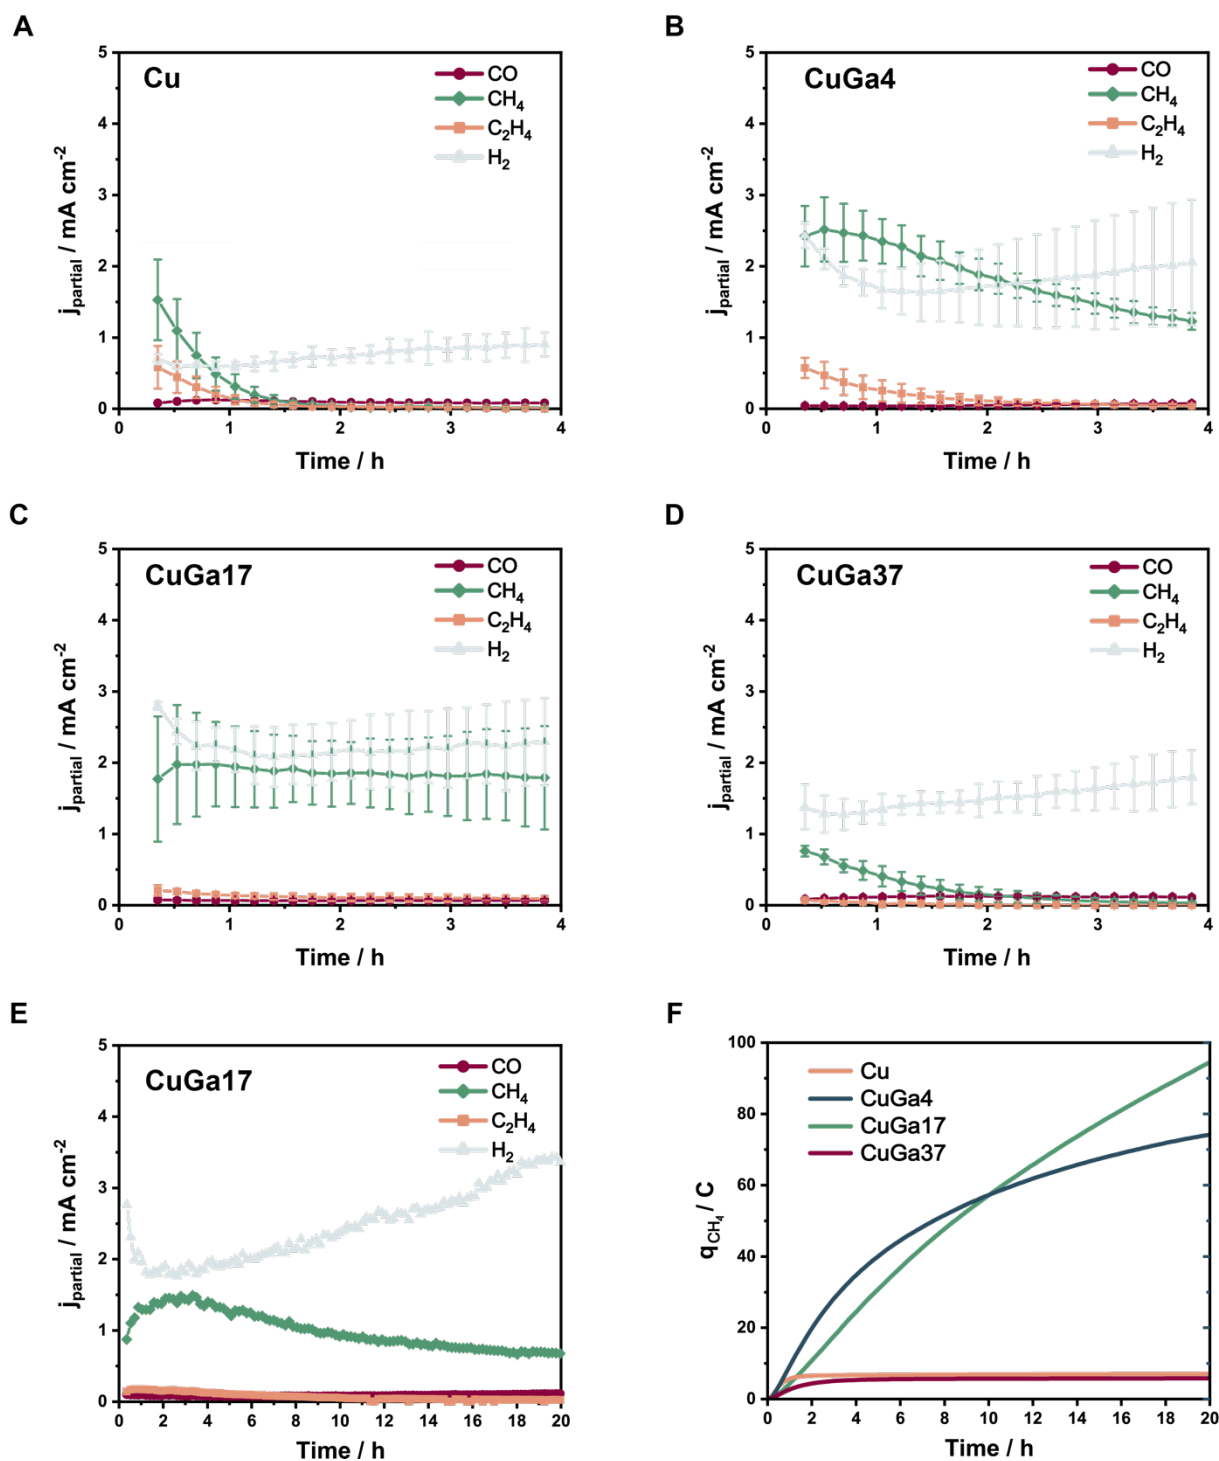 A
Cu
CO
CH4
C2H4
H2
5
4
3
2
1
0
0 1 2 3 4
jpartial / mA cm-2
Time / h
B
CuGa4
CO
CH4
C2H4
H2
5
4
3
2
1
0
0 1 2 3 4
jpartial / mA cm-2
Time / h
C
CuGa17
CO
CH4
C2H4
H2
5
4
3
2
1
0
0 1 2 3 4
jpartial / mA cm-2
Time / h
D
CuGa37
CO
CH4
C2H4
H2
5
4
3
2
1
0
0 1 2 3 4
jpartial / mA cm-2
Time / h
E
CuGa17
CO
CH4
C2H4
H2
5
4
3
2
1
0
0 2 4 6 8 10 12 14 16 18 20
jpartial / mA cm-2
Time / h
F
Cu
CuGa4
CuGa17
CuGa37
100
80
60
40
20
0
0 2 4 6 8 10 12 14 16 18 20
qCH4 / C
Time / h